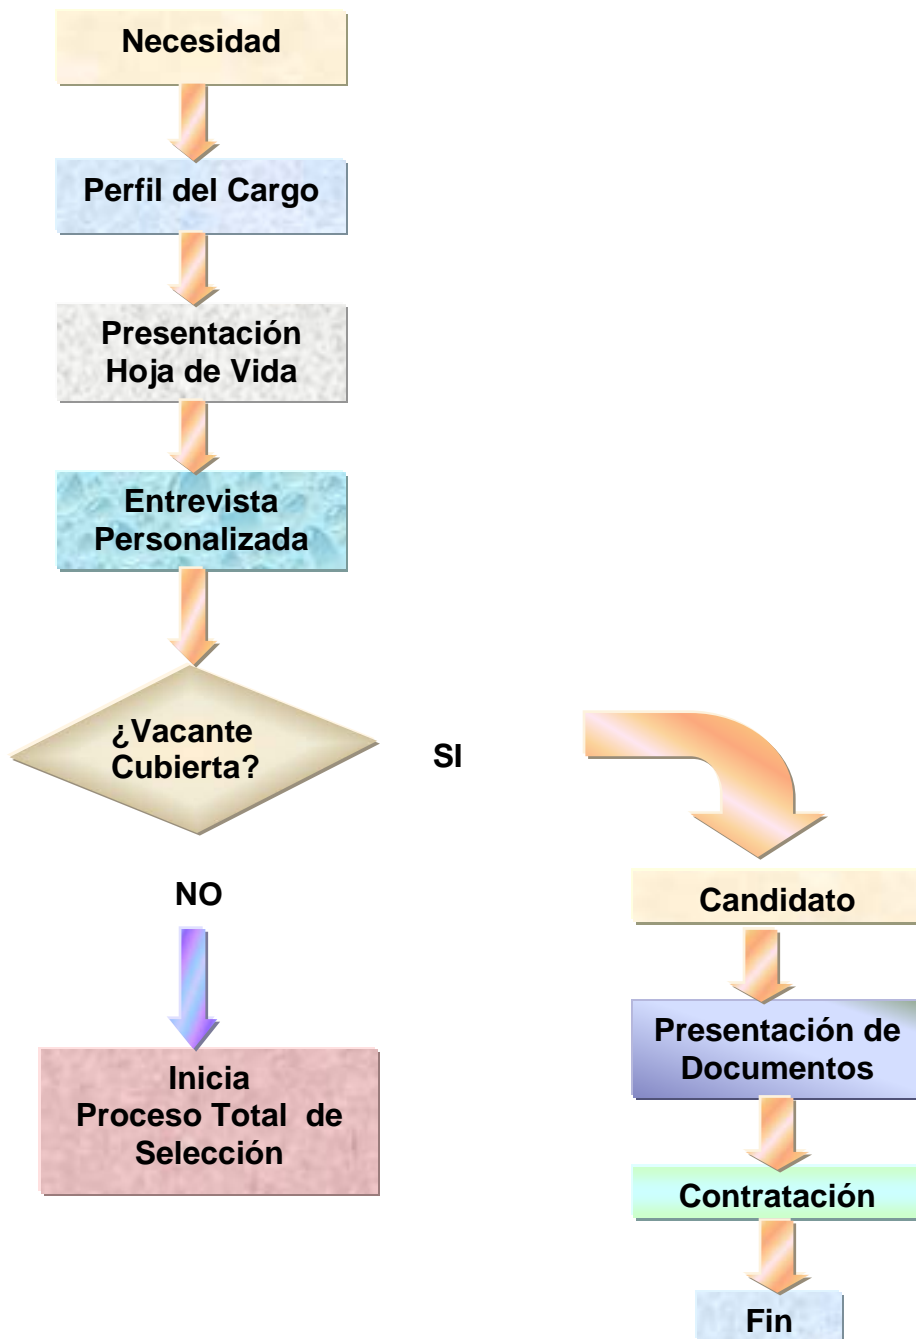 Necesidad
Perfil del Cargo
Presentación
Hoja de Vida
Entrevista
Personalizada
¿Vacante
Cubierta?
SI
NO
Inicia
Proceso Total de
Selección
Candidato
Presentación de
Documentos
Contratación
Fin